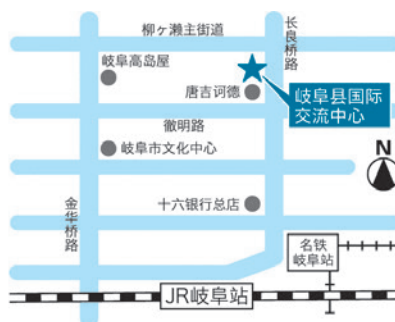 柳ヶ濑主街道
长良桥路
岐阜高岛屋
唐吉诃德
岐阜县国际
交流中心
徹明路
岐阜市文化中心
N
金华桥路
十六银行总店
名铁
岐阜站
JR岐阜站